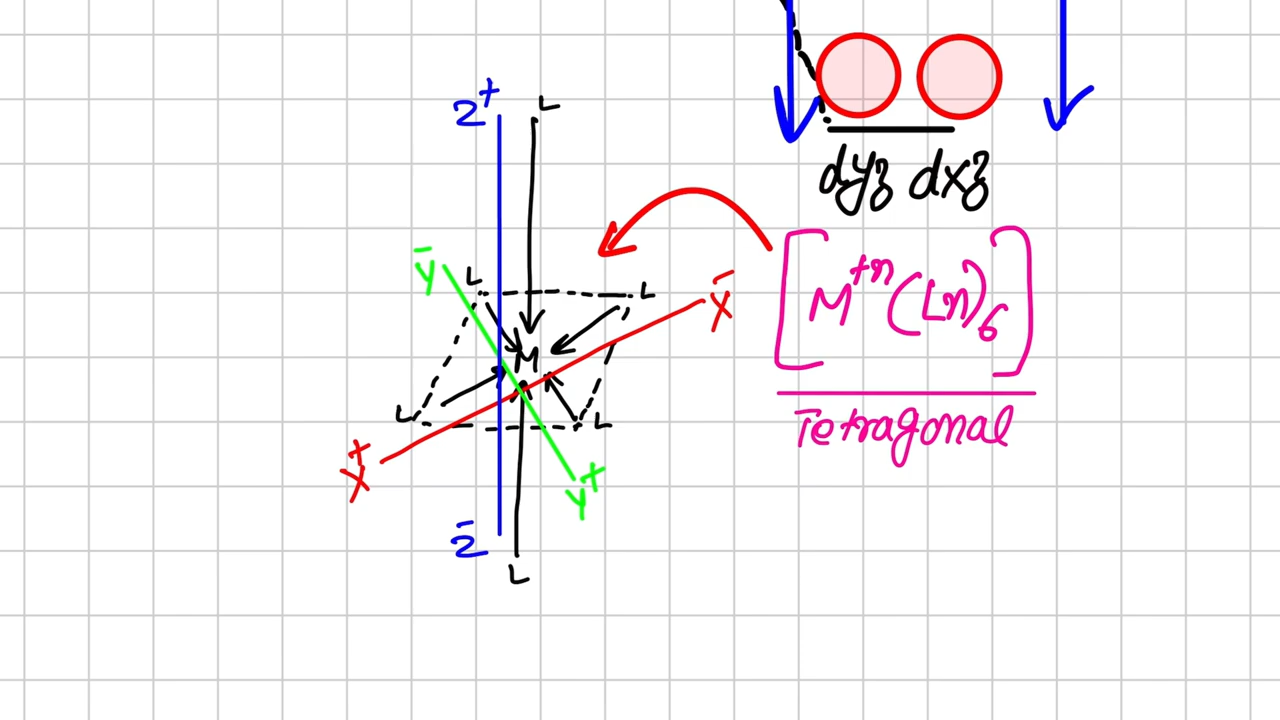 Z+
L
dyz dxz
ȳ
L
L
x̄
[M+n(Ln)6]
M
Tetragonal
L
L
x+
y+
z̄
L